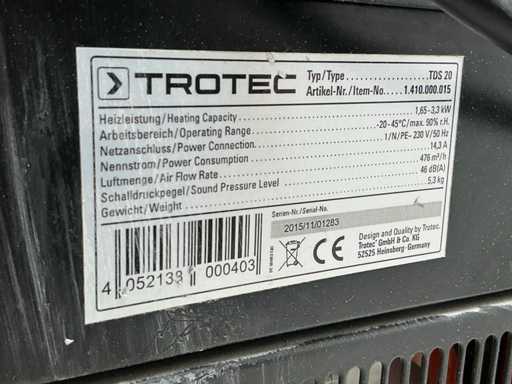 TROTEC
Typ/Type TDS 20
Artikel-Nr./Item-No. 1.410.000.015
Heizleistung/Heating Capacity 1,65-3,3 kW
Arbeitsbereich/Operating Range -20-45°C/max. 90% r.H.
Netzanschluss/Power Connection 1/N/PE~ 230 V/50 Hz
Nennstrom/Power Consumption 14,3 A
Luftmenge/Air Flow Rate 476 m³/h
Schalldruckpegel/Sound Pressure Level 46 dB(A)
Gewicht/Weight 5,3 kg
Serien-Nr./Serial-No.
2015/11/01283
Design and Quality by Trotec.
Trotec GmbH & Co. KG
52525 Heinsberg-Germany
CE
4 052138 000403